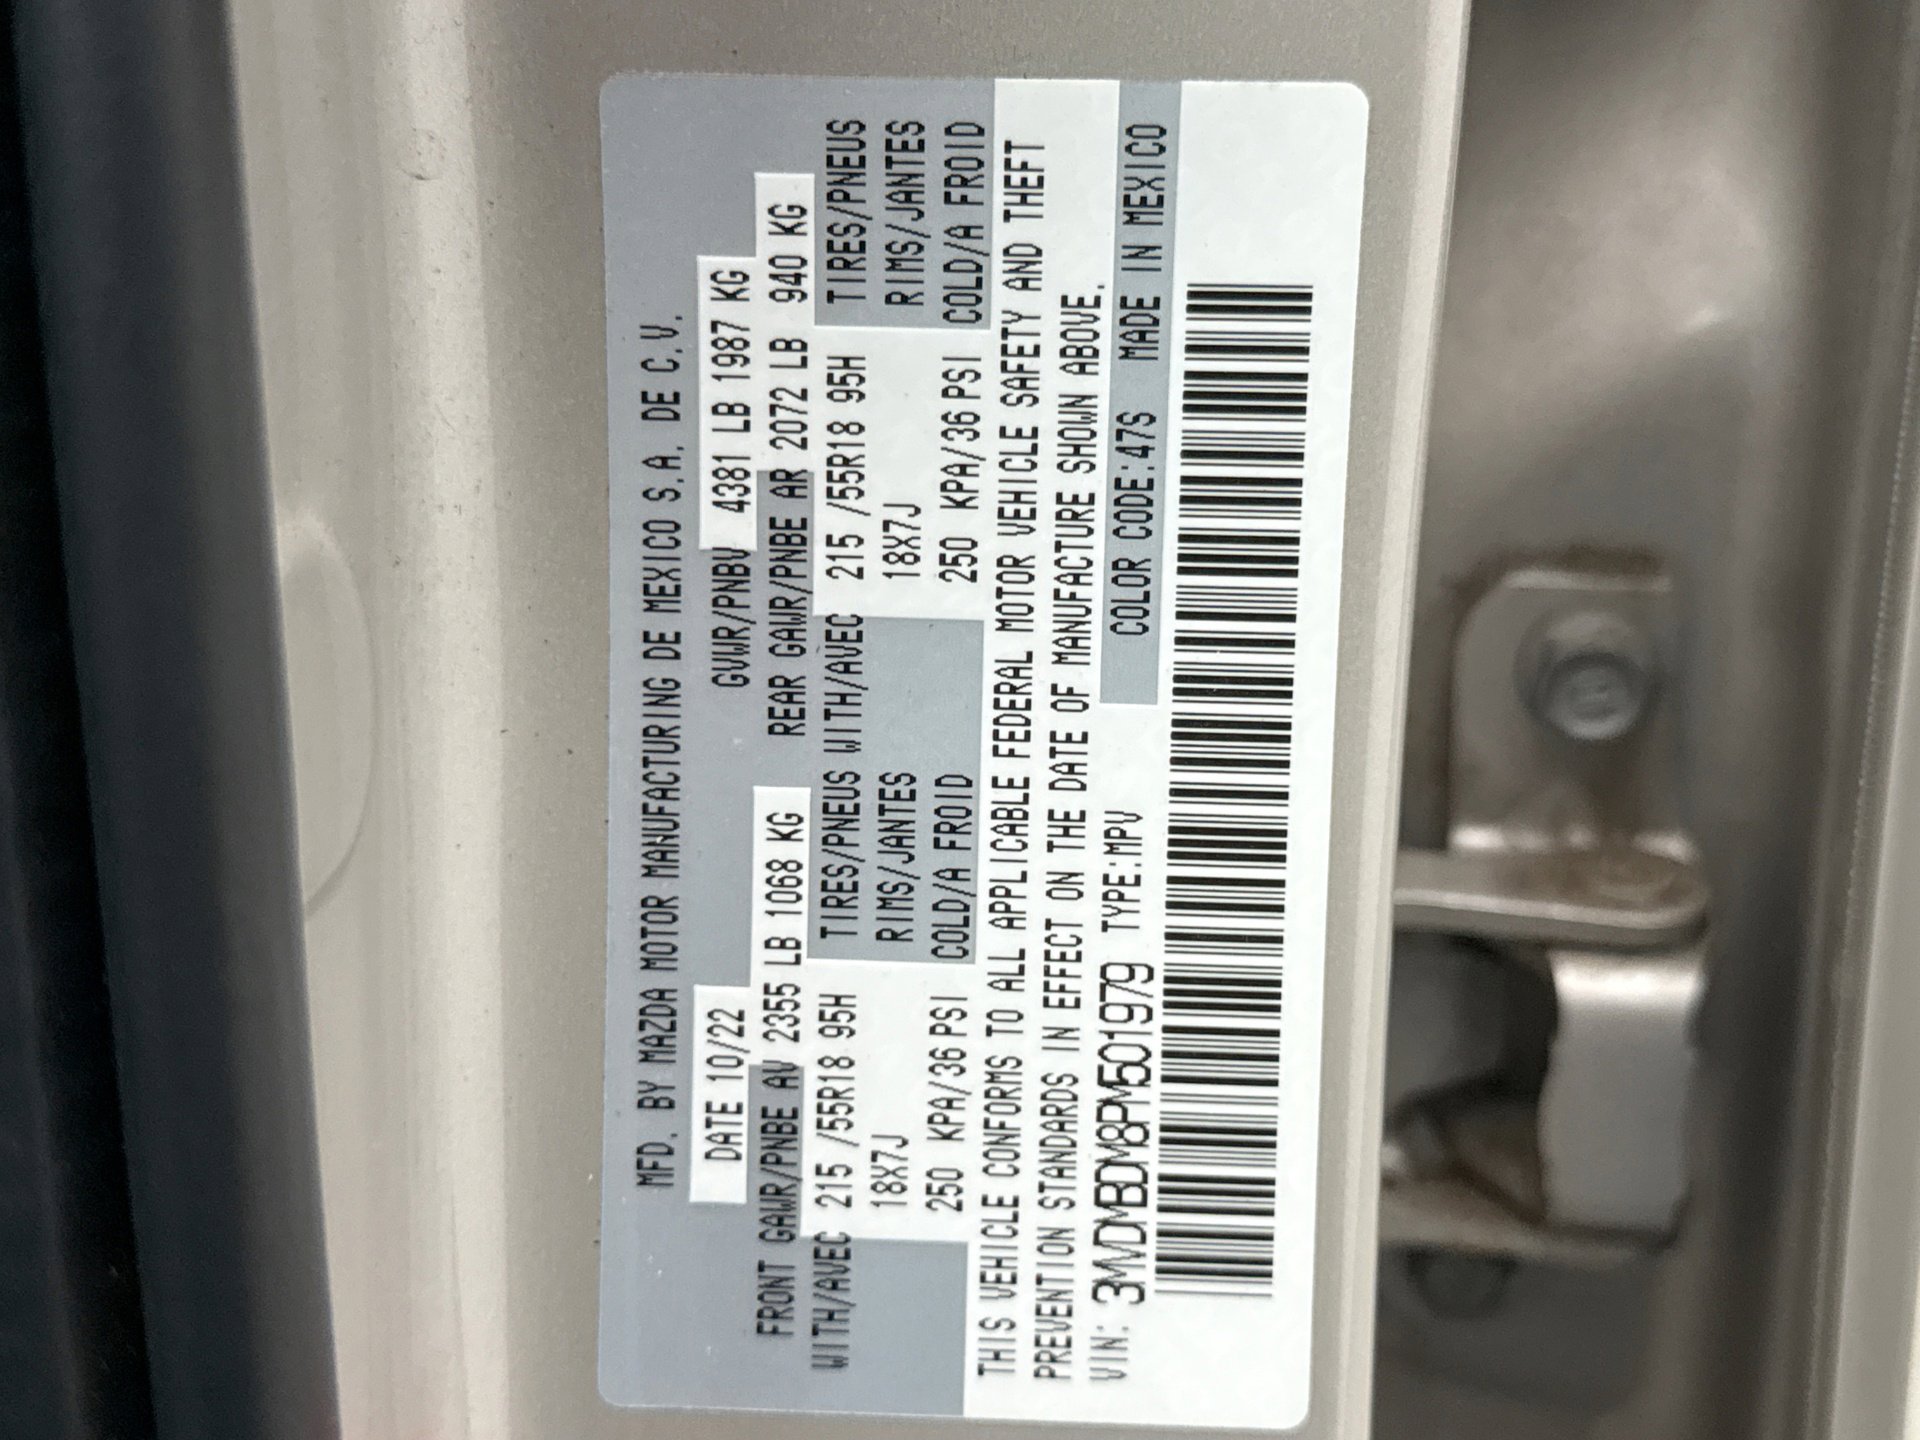 MFD. BY MAZDA MOTOR MANUFACTURING DE MEXICO S.A. DE C.V.
DATE 10/22 GVWR/PNBV 4381 LB 1987 KG
FRONT GAWR/PNBE AV 2355 LB 1068 KG REAR GAWR/PNBE AR 2072 LB 940 KG
WITH/AVEC 215 /55R18 95H TIRES/PNEUS WITH/AVEC 215 /55R18 95H TIRES/PNEUS
18X7J RIMS/JANTES 18X7J RIMS/JANTES
250 KPA/36 PSI COLD/A FROID 250 KPA/36 PSI COLD/A FROID
THIS VEHICLE CONFORMS TO ALL APPLICABLE FEDERAL MOTOR VEHICLE SAFETY AND THEFT
PREVENTION STANDARDS IN EFFECT ON THE DATE OF MANUFACTURE SHOWN ABOVE.
VIN: 3MVDMBDM8PM501979 TYPE:MPV COLOR CODE:47S MADE IN MEXICO